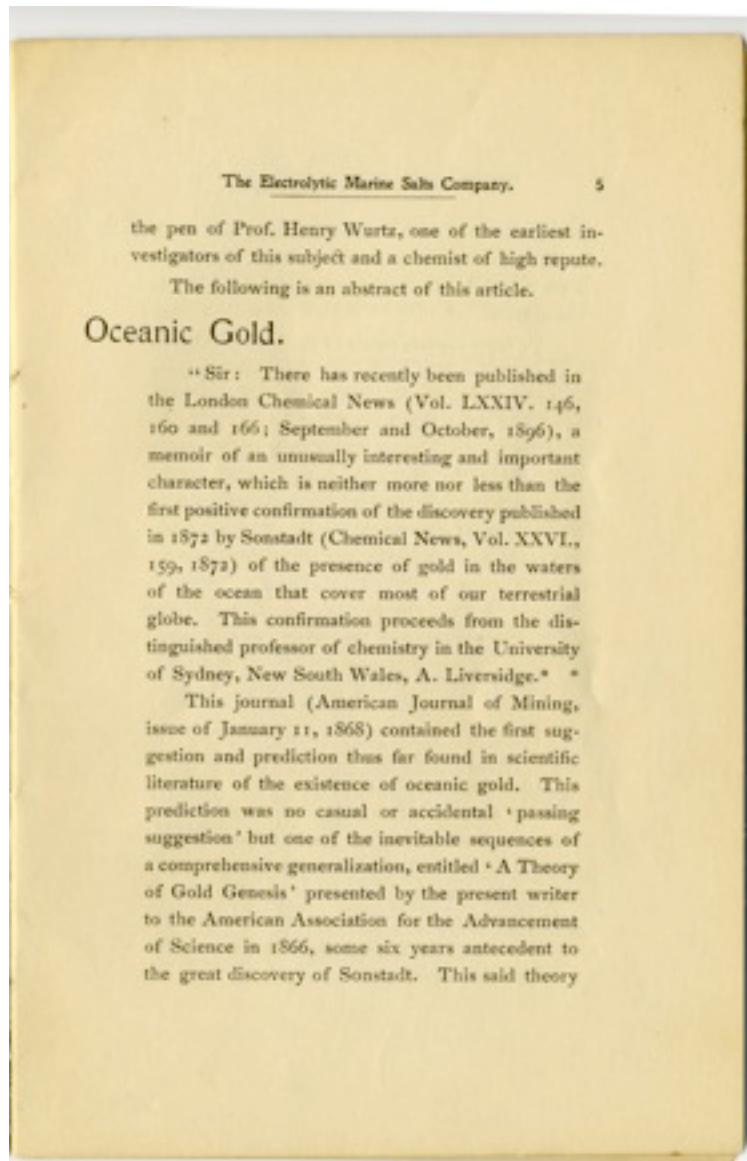 The Electrolytic Marine Salts Company. 5
the pen of Prof. Henry Wurtz, one of the earliest in-
vestigators of this subject and a chemist of high repute.
The following is an abstract of this article.
Oceanic Gold.
"Sir: There has recently been published in
the London Chemical News (Vol. LXXIV. 146,
160 and 166; September and October, 1896), a
memoir of an unusually interesting and important
character, which is neither more nor less than the
first positive confirmation of the discovery published
in 1872 by Sonstadt (Chemical News, Vol. XXVI.,
159, 1872) of the presence of gold in the waters
of the ocean that cover most of our terrestrial
globe. This confirmation proceeds from the dis-
tinguished professor of chemistry in the University
of Sydney, New South Wales, A. Liversidge.* *
This journal (American Journal of Mining,
issue of January 11, 1868) contained the first sug-
gestion and prediction thus far found in scientific
literature of the existence of oceanic gold. This
prediction was no casual or accidental 'passing
suggestion' but one of the inevitable sequences of
a comprehensive generalization, entitled 'A Theory
of Gold Genesis' presented by the present writer
to the American Association for the Advancement
of Science in 1866, some six years antecedent to
the great discovery of Sonstadt. This said theory